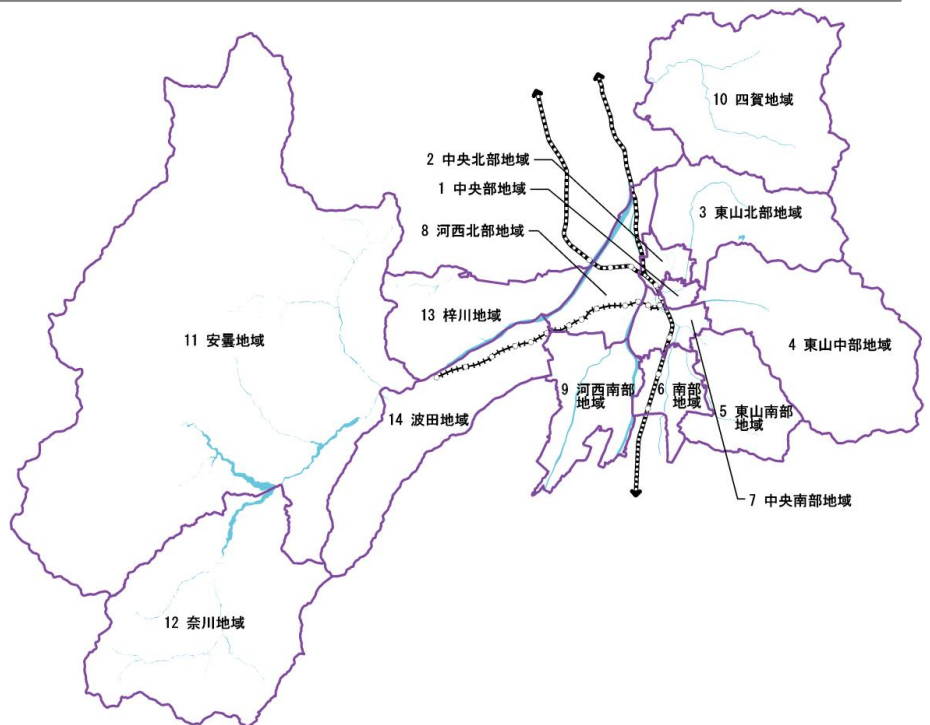 10 四賀地域
2 中央北部地域
1 中央部地域
3 東山北部地域
8 河西北部地域
13 梓川地域
11 安曇地域
4 東山中部地域
9 河西南部
地域
6 南部
地域
5 東山南部
地域
14 波田地域
7 中央南部地域
12 奈川地域